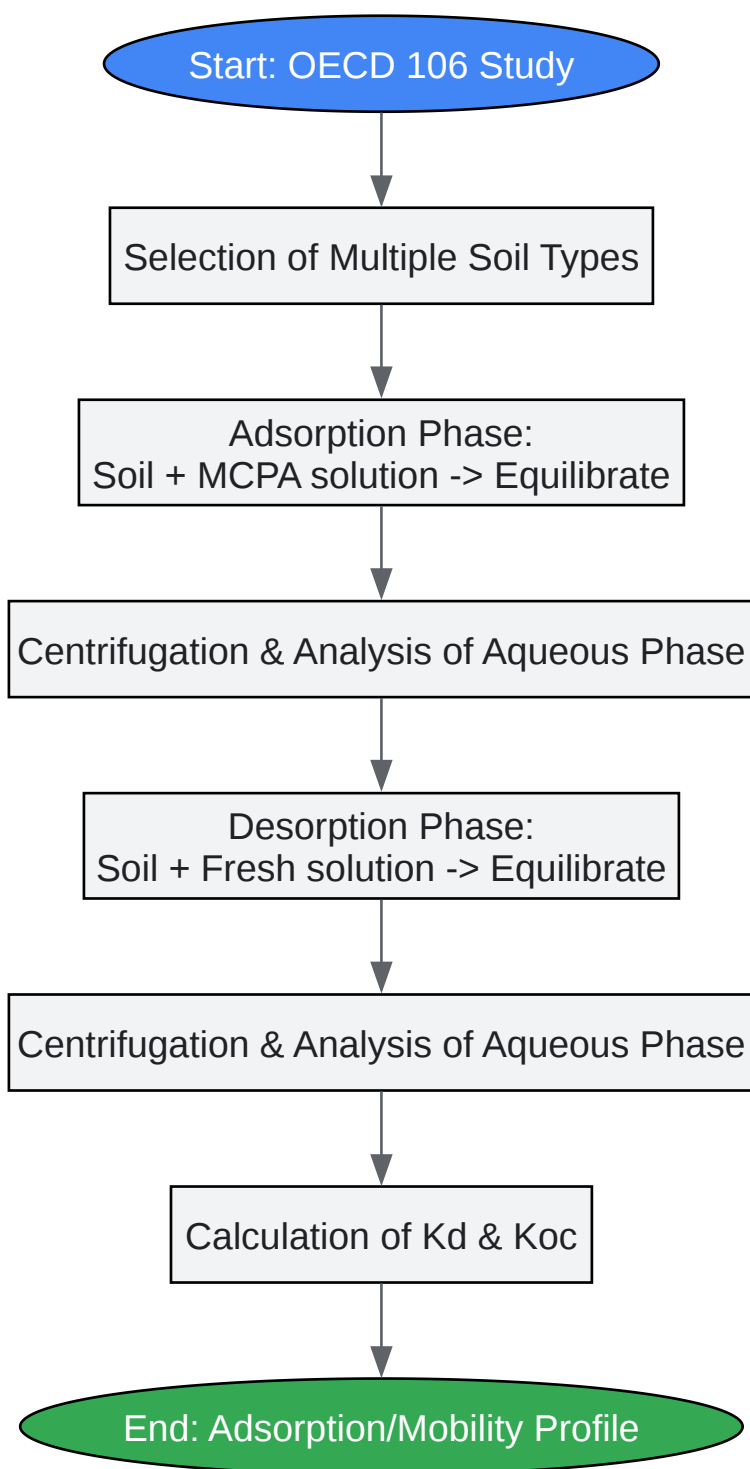 Start: OECD 106 Study
Selection of Multiple Soil Types
Adsorption Phase:
Soil + MCPA solution -> Equilibrate
Centrifugation & Analysis of Aqueous Phase
Desorption Phase:
Soil + Fresh solution -> Equilibrate
Centrifugation & Analysis of Aqueous Phase
Calculation of Kd & Koc
End: Adsorption/Mobility Profile